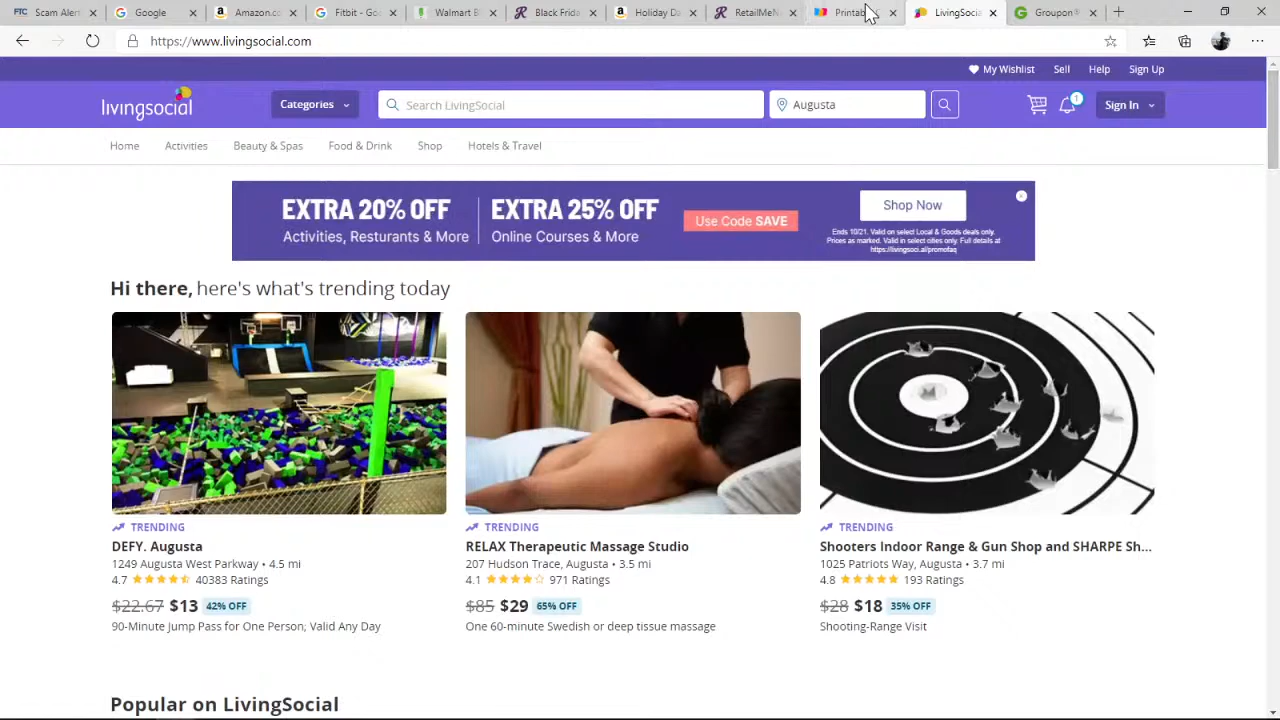 FTC Scam Alert
Google
Amazon.co
Fitbit - Go
Walmart B
Black Frida
Holiday De
RetailMeN
Printab
LivingSocia
Groupon®
https://www.livingsocial.com
My Wishlist
Sell
Help
Sign Up
livingsocial
Categories
Search LivingSocial
Augusta
1
Sign In
Home
Activities
Beauty & Spas
Food & Drink
Shop
Hotels & Travel
EXTRA 20% OFF
Activities, Resturants & More
EXTRA 25% OFF
Online Courses & More
Use Code SAVE
Shop Now
Ends 10/21. Valid on select Local & Goods deals only.
Prices as marked. Valid in select cities only. Full details at
https://livingsoci.al/promofaq
Hi there, here's what's trending today
TRENDING
DEFY. Augusta
1249 Augusta West Parkway • 4.5 mi
4.7 40383 Ratings
$22.67 $13 42% OFF
90-Minute Jump Pass for One Person; Valid Any Day
TRENDING
RELAX Therapeutic Massage Studio
207 Hudson Trace, Augusta • 3.5 mi
4.1 971 Ratings
$85 $29 65% OFF
One 60-minute Swedish or deep tissue massage
TRENDING
Shooters Indoor Range & Gun Shop and SHARPE Sh...
1025 Patriots Way, Augusta • 3.7 mi
4.8 193 Ratings
$28 $18 35% OFF
Shooting-Range Visit
Popular on LivingSocial